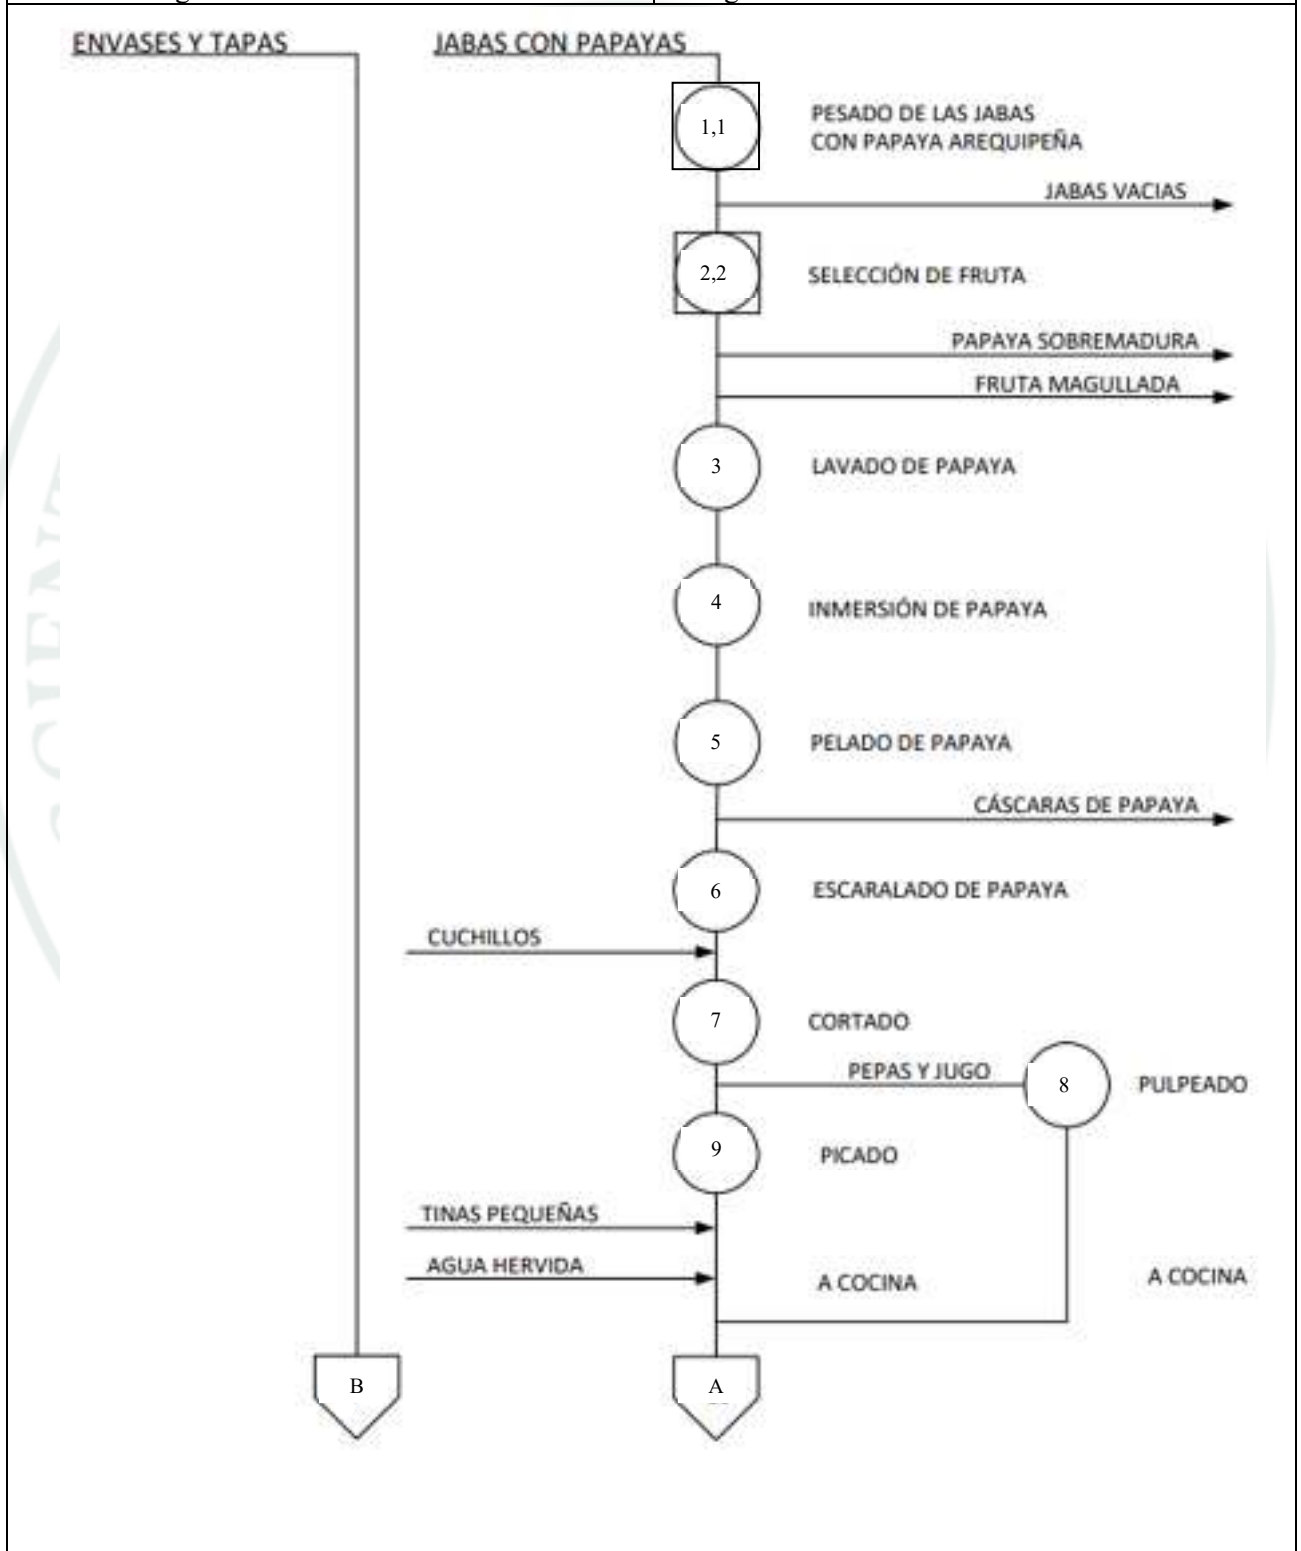 ENVASES Y TAPAS
JABAS CON PAPAYAS
1,1
PESADO DE LAS JABAS
CON PAPAYA AREQUIPEÑA
JABAS VACIAS
2,2
SELECCIÓN DE FRUTA
PAPAYA SOBREMADURA
FRUTA MAGULLADA
3
LAVADO DE PAPAYA
4
INMERSIÓN DE PAPAYA
5
PELADO DE PAPAYA
CÁSCARAS DE PAPAYA
6
ESCARALADO DE PAPAYA
CUCHILLOS
7
CORTADO
PEPAS Y JUGO
8
PULPEADO
9
PICADO
TINAS PEQUEÑAS
AGUA HERVIDA
A COCINA
A COCINA
B
A